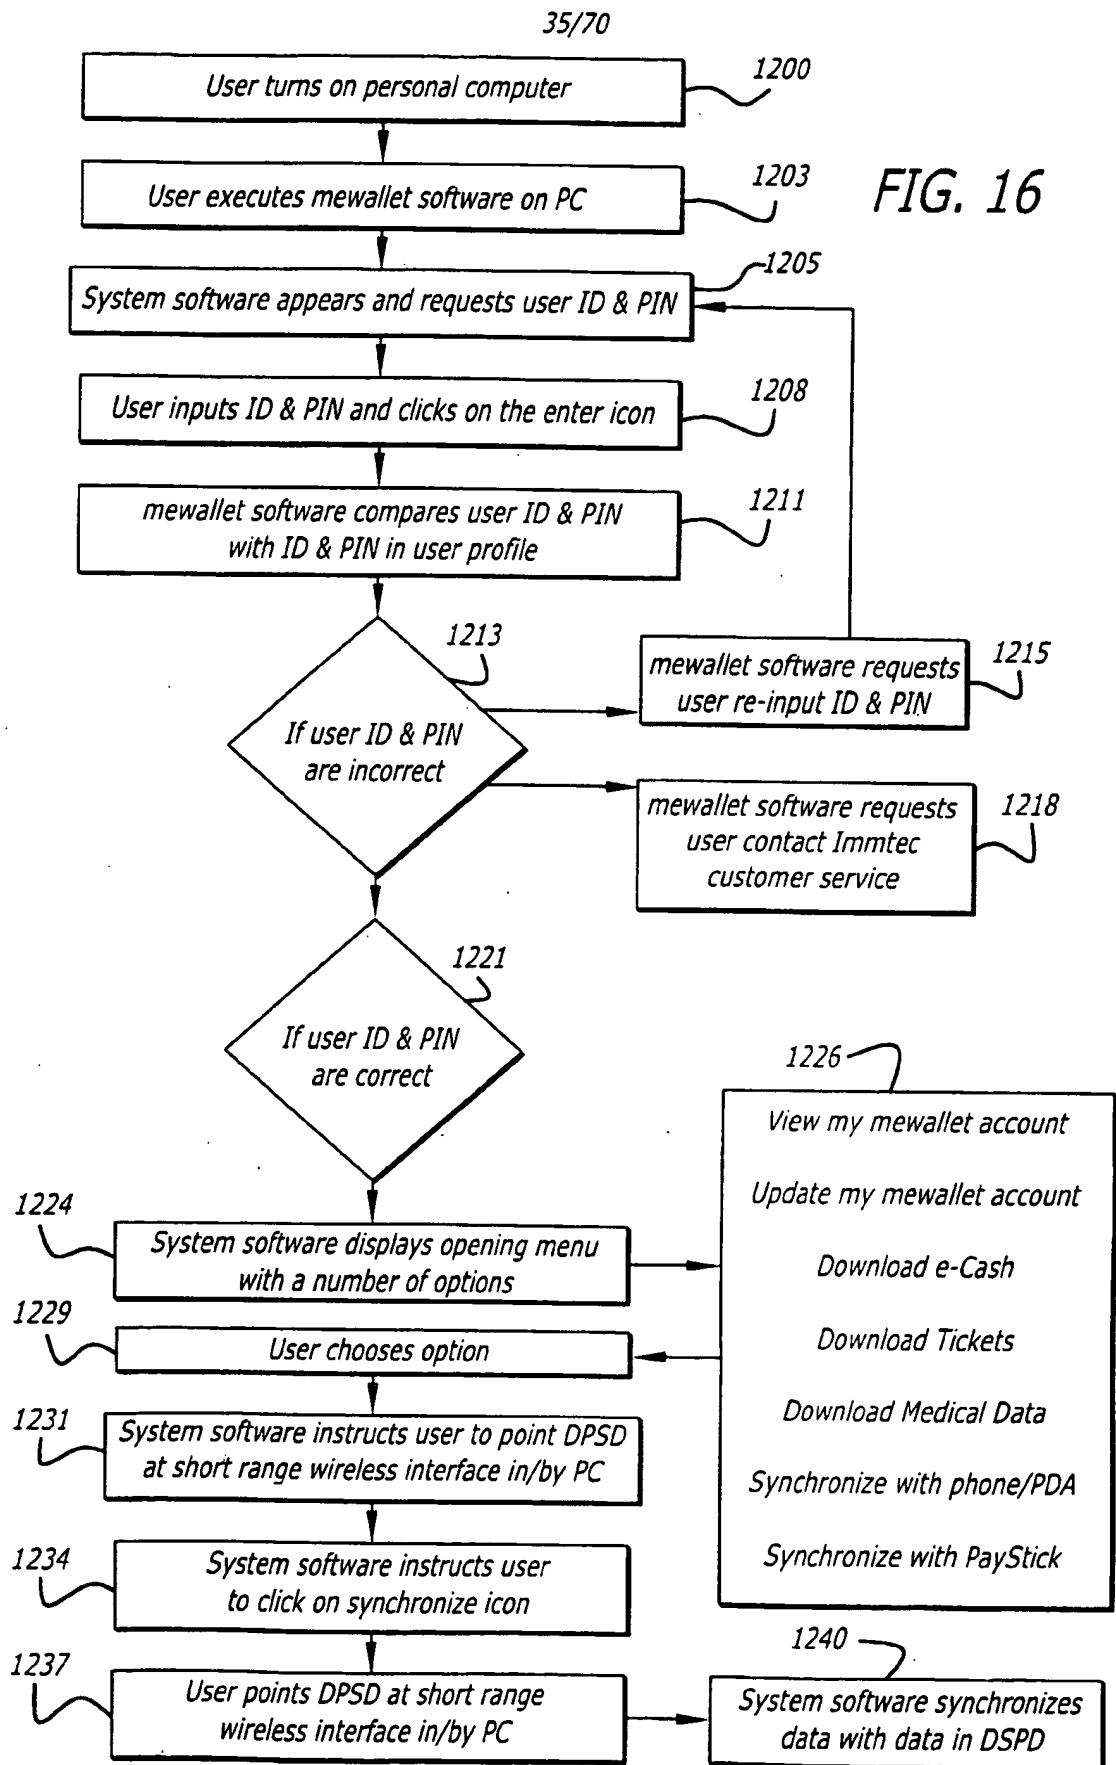 35/70
User turns on personal computer
1200
User executes mewallet software on PC
1203
FIG. 16
System software appears and requests user ID & PIN
1205
User inputs ID & PIN and clicks on the enter icon
1208
mewallet software compares user ID & PIN
with ID & PIN in user profile
1211
1213
If user ID & PIN
are incorrect
mewallet software requests
user re-input ID & PIN
1215
mewallet software requests
user contact Immtec
customer service
1218
1221
If user ID & PIN
are correct
1224
System software displays opening menu
with a number of options
1226
View my mewallet account
Update my mewallet account
Download e-Cash
Download Tickets
Download Medical Data
Synchronize with phone/PDA
Synchronize with PayStick
1229
User chooses option
1231
System software instructs user to point DPSD
at short range wireless interface in/by PC
1234
System software instructs user
to click on synchronize icon
1237
User points DPSD at short range
wireless interface in/by PC
1240
System software synchronizes
data with data in DSPD